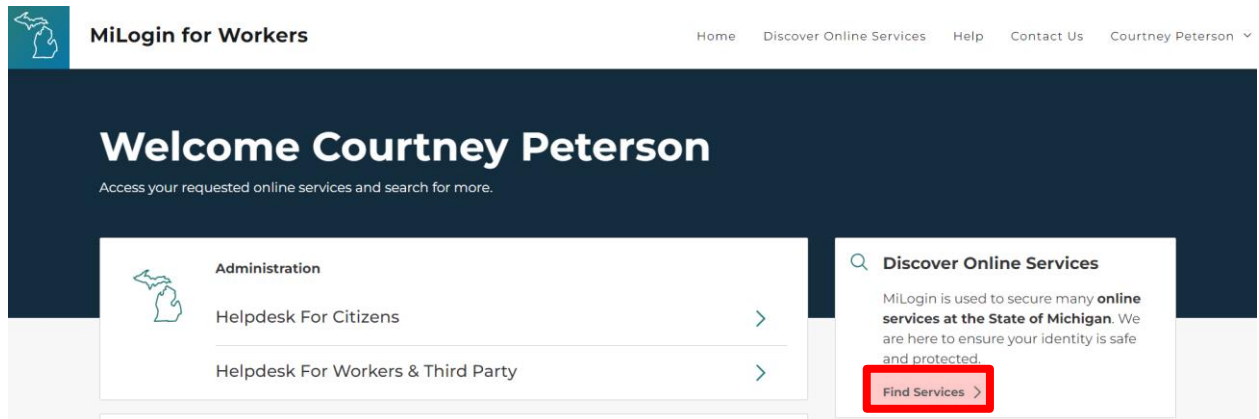 MiLogin for Workers
Home Discover Online Services Help Contact Us Courtney Peterson
Welcome Courtney Peterson
Access your requested online services and search for more.
Administration
Helpdesk For Citizens
Helpdesk For Workers & Third Party
Discover Online Services
MiLogin is used to secure many online
services at the State of Michigan. We
are here to ensure your identity is safe
and protected.
Find Services